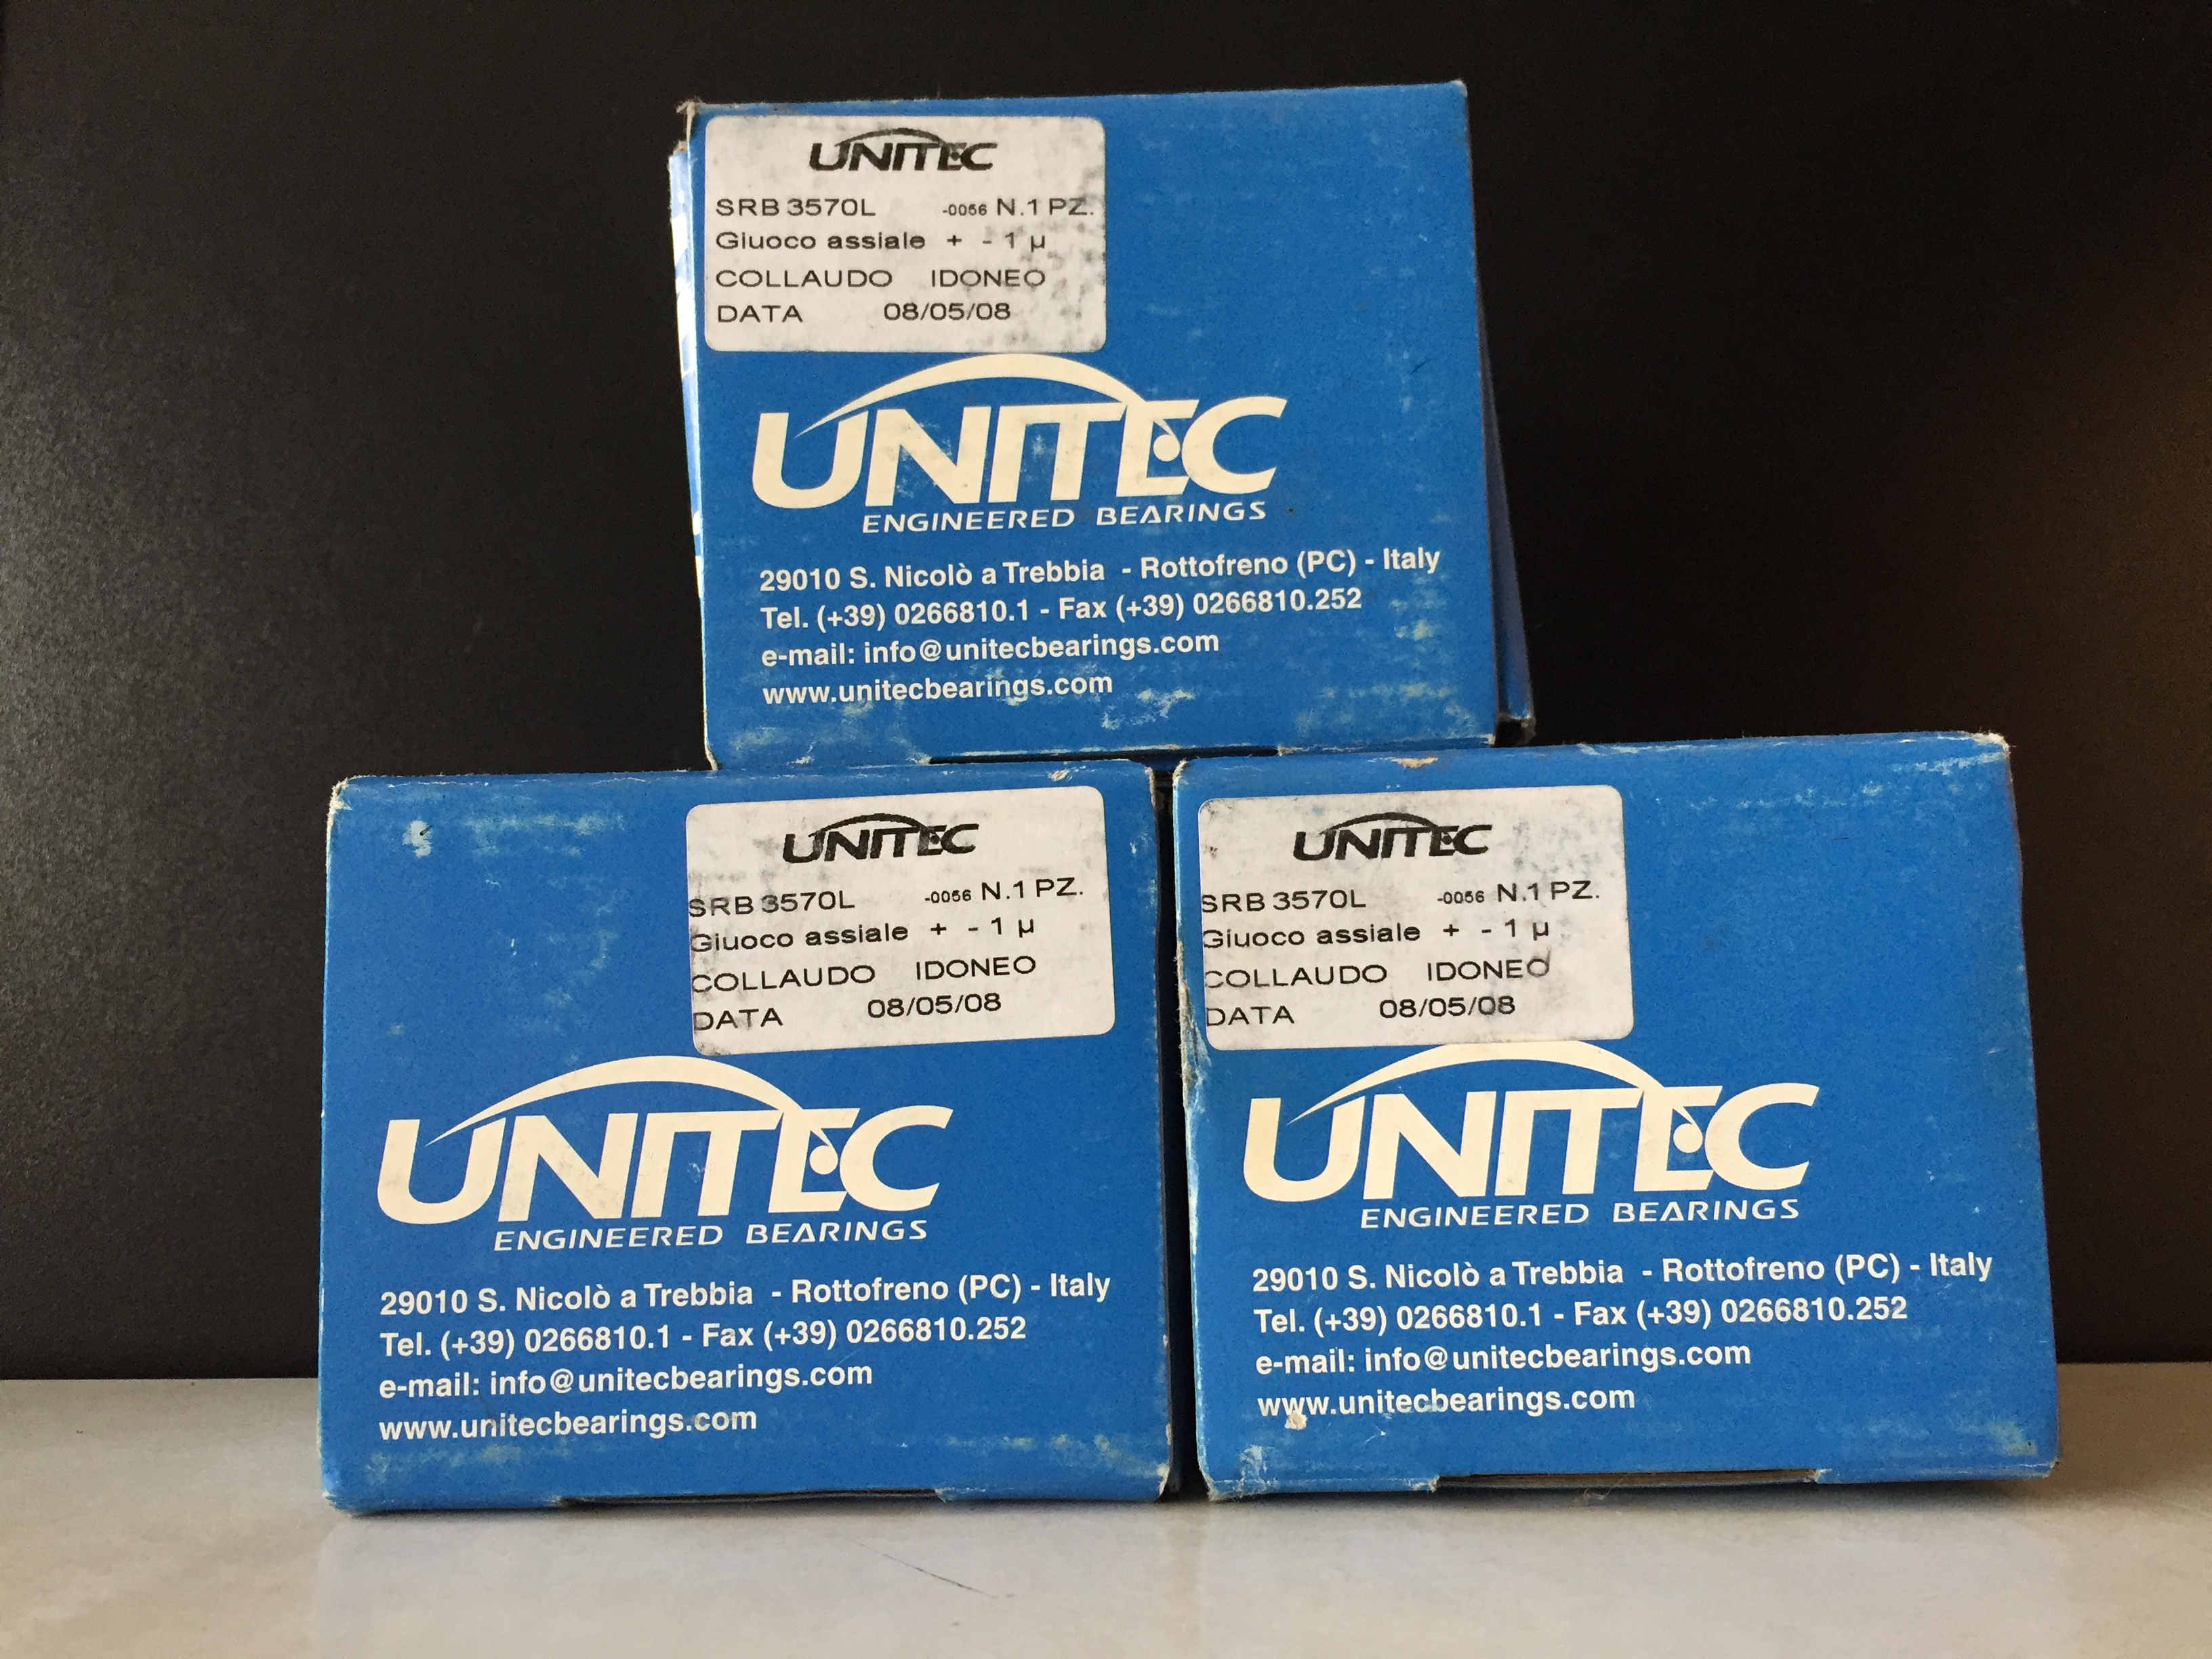 UNITEC
SRB 3570L -0056 N.1 PZ.
Giuoco assiale + - 1 µ
COLLAUDO IDONEO
DATA 08/05/08
UNITEC
ENGINEERED BEARINGS
29010 S. Nicolò a Trebbia - Rottofreno (PC) - Italy
Tel. (+39) 0266810.1 - Fax (+39) 0266810.252
e-mail: info@unitecbearings.com
www.unitecbearings.com
UNITEC
SRB 3570L -0056 N.1 PZ.
Giuoco assiale + - 1 µ
COLLAUDO IDONEO
DATA 08/05/08
UNITEC
ENGINEERED BEARINGS
29010 S. Nicolò a Trebbia - Rottofreno (PC) - Italy
Tel. (+39) 0266810.1 - Fax (+39) 0266810.252
e-mail: info@unitecbearings.com
www.unitecbearings.com
UNITEC
SRB 3570L -0056 N.1 PZ.
Giuoco assiale + - 1 µ
COLLAUDO IDONEO
DATA 08/05/08
UNITEC
ENGINEERED BEARINGS
29010 S. Nicolò a Trebbia - Rottofreno (PC) - Italy
Tel. (+39) 0266810.1 - Fax (+39) 0266810.252
e-mail: info@unitecbearings.com
www.unitecbearings.com